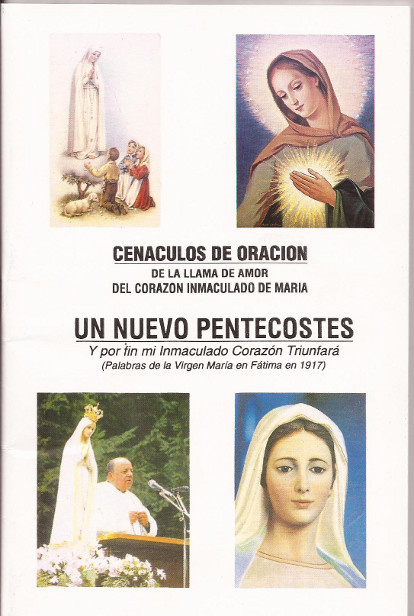 CENACULOS DE ORACION
DE LA LLAMA DE AMOR
DEL CORAZON INMACULADO DE MARIA
UN NUEVO PENTECOSTES
Y por fin mi Inmaculado Corazón Triunfará
(Palabras de la Virgen María en Fátima en 1917)